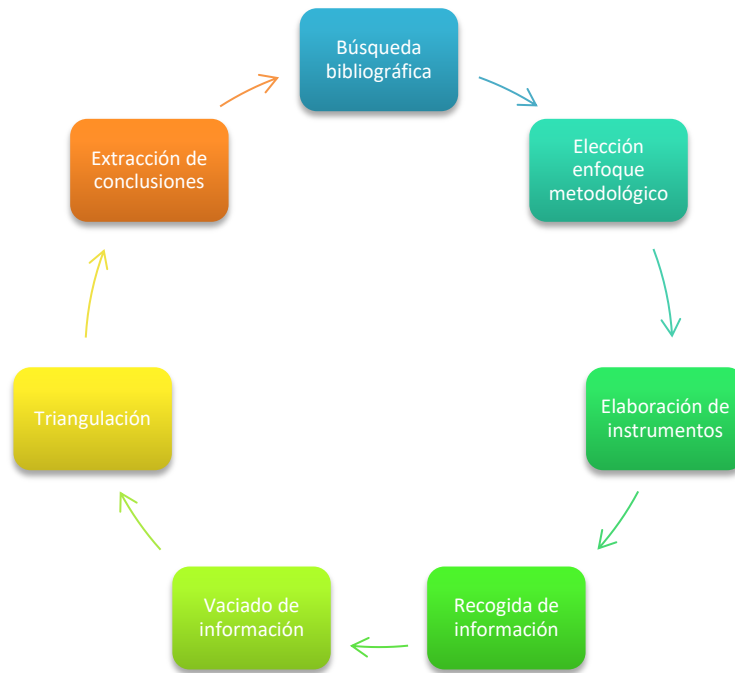 Búsqueda
bibliográfica
Elección
enfoque
metodológico
Elaboración de
instrumentos
Recogida de
información
Vaciado de
información
Triangulación
Extracción de
conclusiones